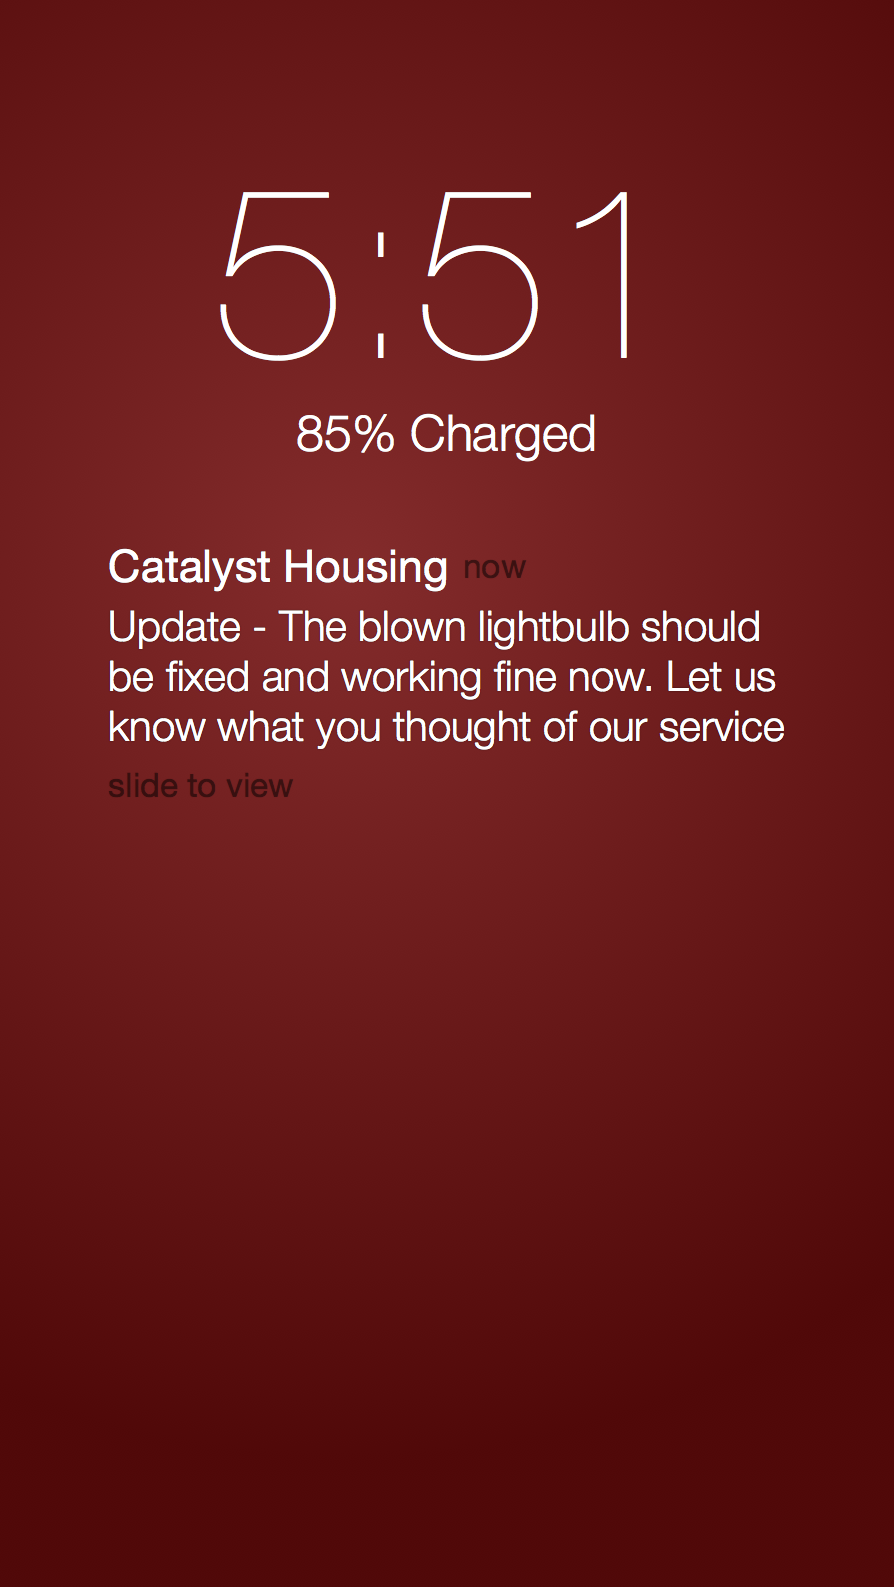 5:51
85% Charged
Catalyst Housing now
Update - The blown lightbulb should
be fixed and working fine now. Let us
know what you thought of our service
slide to view